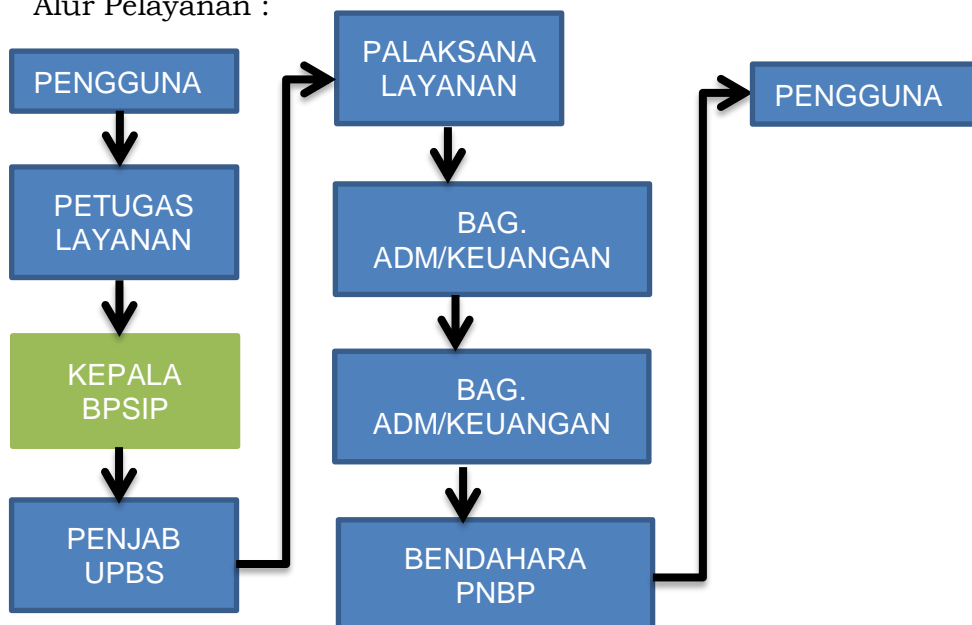 Alur Pelayanan :
PENGGUNA
PETUGAS
LAYANAN
KEPALA
BPSIP
PENJAB
UPBS
PALAKSANA
LAYANAN
BAG.
ADM/KEUANGAN
BAG.
ADM/KEUANGAN
BENDAHARA
PNBP
PENGGUNA